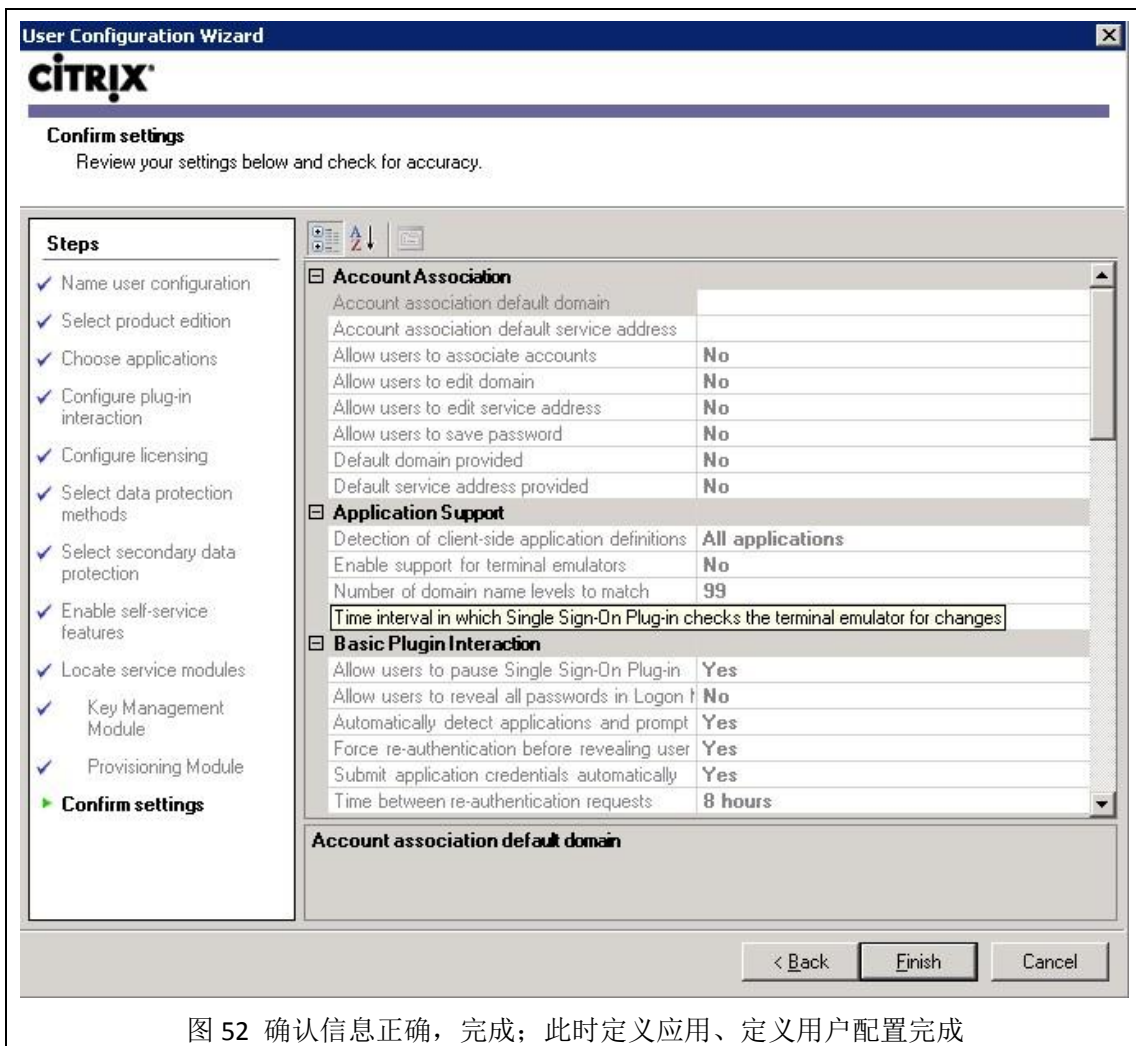 User Configuration Wizard
CİTRIX
Confirm settings
Review your settings below and check for accuracy.
Steps
Name user configuration
Select product edition
Choose applications
Configure plug-in
interaction
Configure licensing
Select data protection
methods
Select secondary data
protection
Enable self-service
features
Locate service modules
Key Management
Module
Provisioning Module
Confirm settings
Account Association
Account association default domain
Account association default service address
Allow users to associate accounts No
Allow users to edit domain No
Allow users to edit service address No
Allow users to save password No
Default domain provided No
Default service address provided No
Application Support
Detection of client-side application definitions All applications
Enable support for terminal emulators No
Number of domain name levels to match 99
Time interval in which Single Sign-On Plug-in checks the terminal emulator for changes
Basic Plugin Interaction
Allow users to pause Single Sign-On Plug-in Yes
Allow users to reveal all passwords in Logon No
Automatically detect applications and prompt Yes
Force re-authentication before revealing user Yes
Submit application credentials automatically Yes
Time between re-authentication requests 8 hours
Account association default domain
< Back Finish Cancel
图 52 确认信息正确，完成；此时定义应用、定义用户配置完成